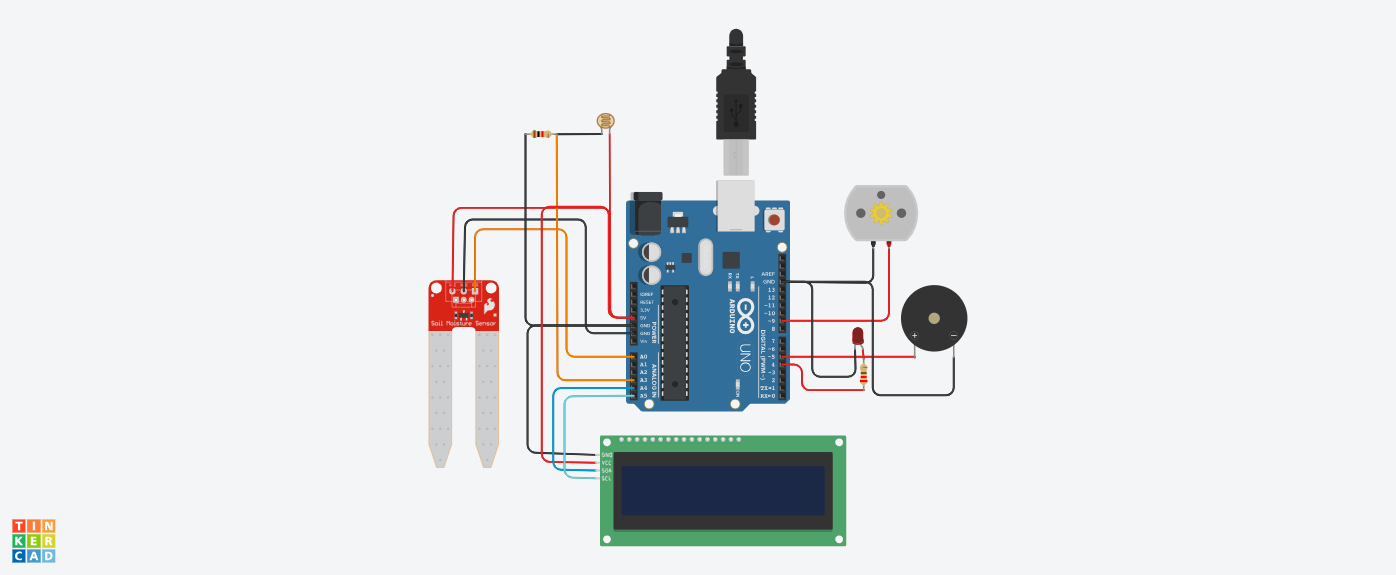 AREF
GND
13
12
~11
~10
~9
8
7
~6
~5
4
~3
2
TX→1
RX←0
IOREF
RESET
3.3V
5V
GND
GND
Vin
A0
A1
A2
A3
A4
A5
POWER
ANALOG IN
DIGITAL (PWM~)
TX
RX
L
ON
ARDUINO
UNO
Soil Moisture Sensor
GND
VCC
SDA
SCL
TIN
KER
CAD